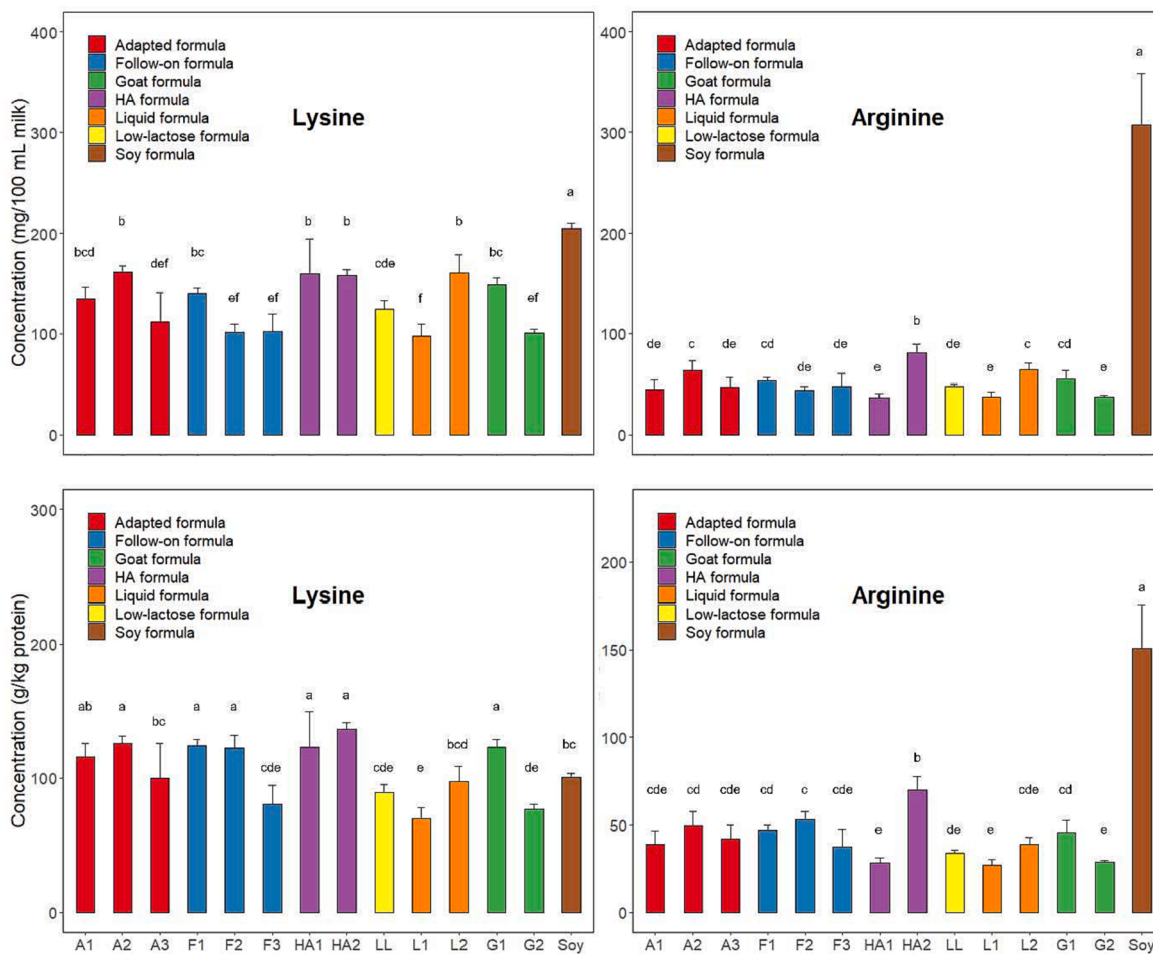 Concentration (mg/100 mL milk)
400
300
200
100
0
Adapted formula
Follow-on formula
Goat formula
HA formula
Liquid formula
Low-lactose formula
Soy formula
Lysine
bcd
b
def
bc
ef
ef
b
b
cde
f
b
bc
ef
a
400
300
200
100
0
Adapted formula
Follow-on formula
Goat formula
HA formula
Liquid formula
Low-lactose formula
Soy formula
Arginine
de
c
de
cd
de
de
e
b
de
e
c
cd
e
a
Concentration (g/kg protein)
300
200
100
0
Adapted formula
Follow-on formula
Goat formula
HA formula
Liquid formula
Low-lactose formula
Soy formula
Lysine
ab
a
bc
a
a
cde
a
a
cde
e
bcd
a
de
bc
A1 A2 A3 F1 F2 F3 HA1 HA2 LL L1 L2 G1 G2 Soy
200
150
100
50
0
Adapted formula
Follow-on formula
Goat formula
HA formula
Liquid formula
Low-lactose formula
Soy formula
Arginine
cde
cd
cde
cd
c
cde
e
b
de
e
cde
cd
e
a
A1 A2 A3 F1 F2 F3 HA1 HA2 LL L1 L2 G1 G2 Soy